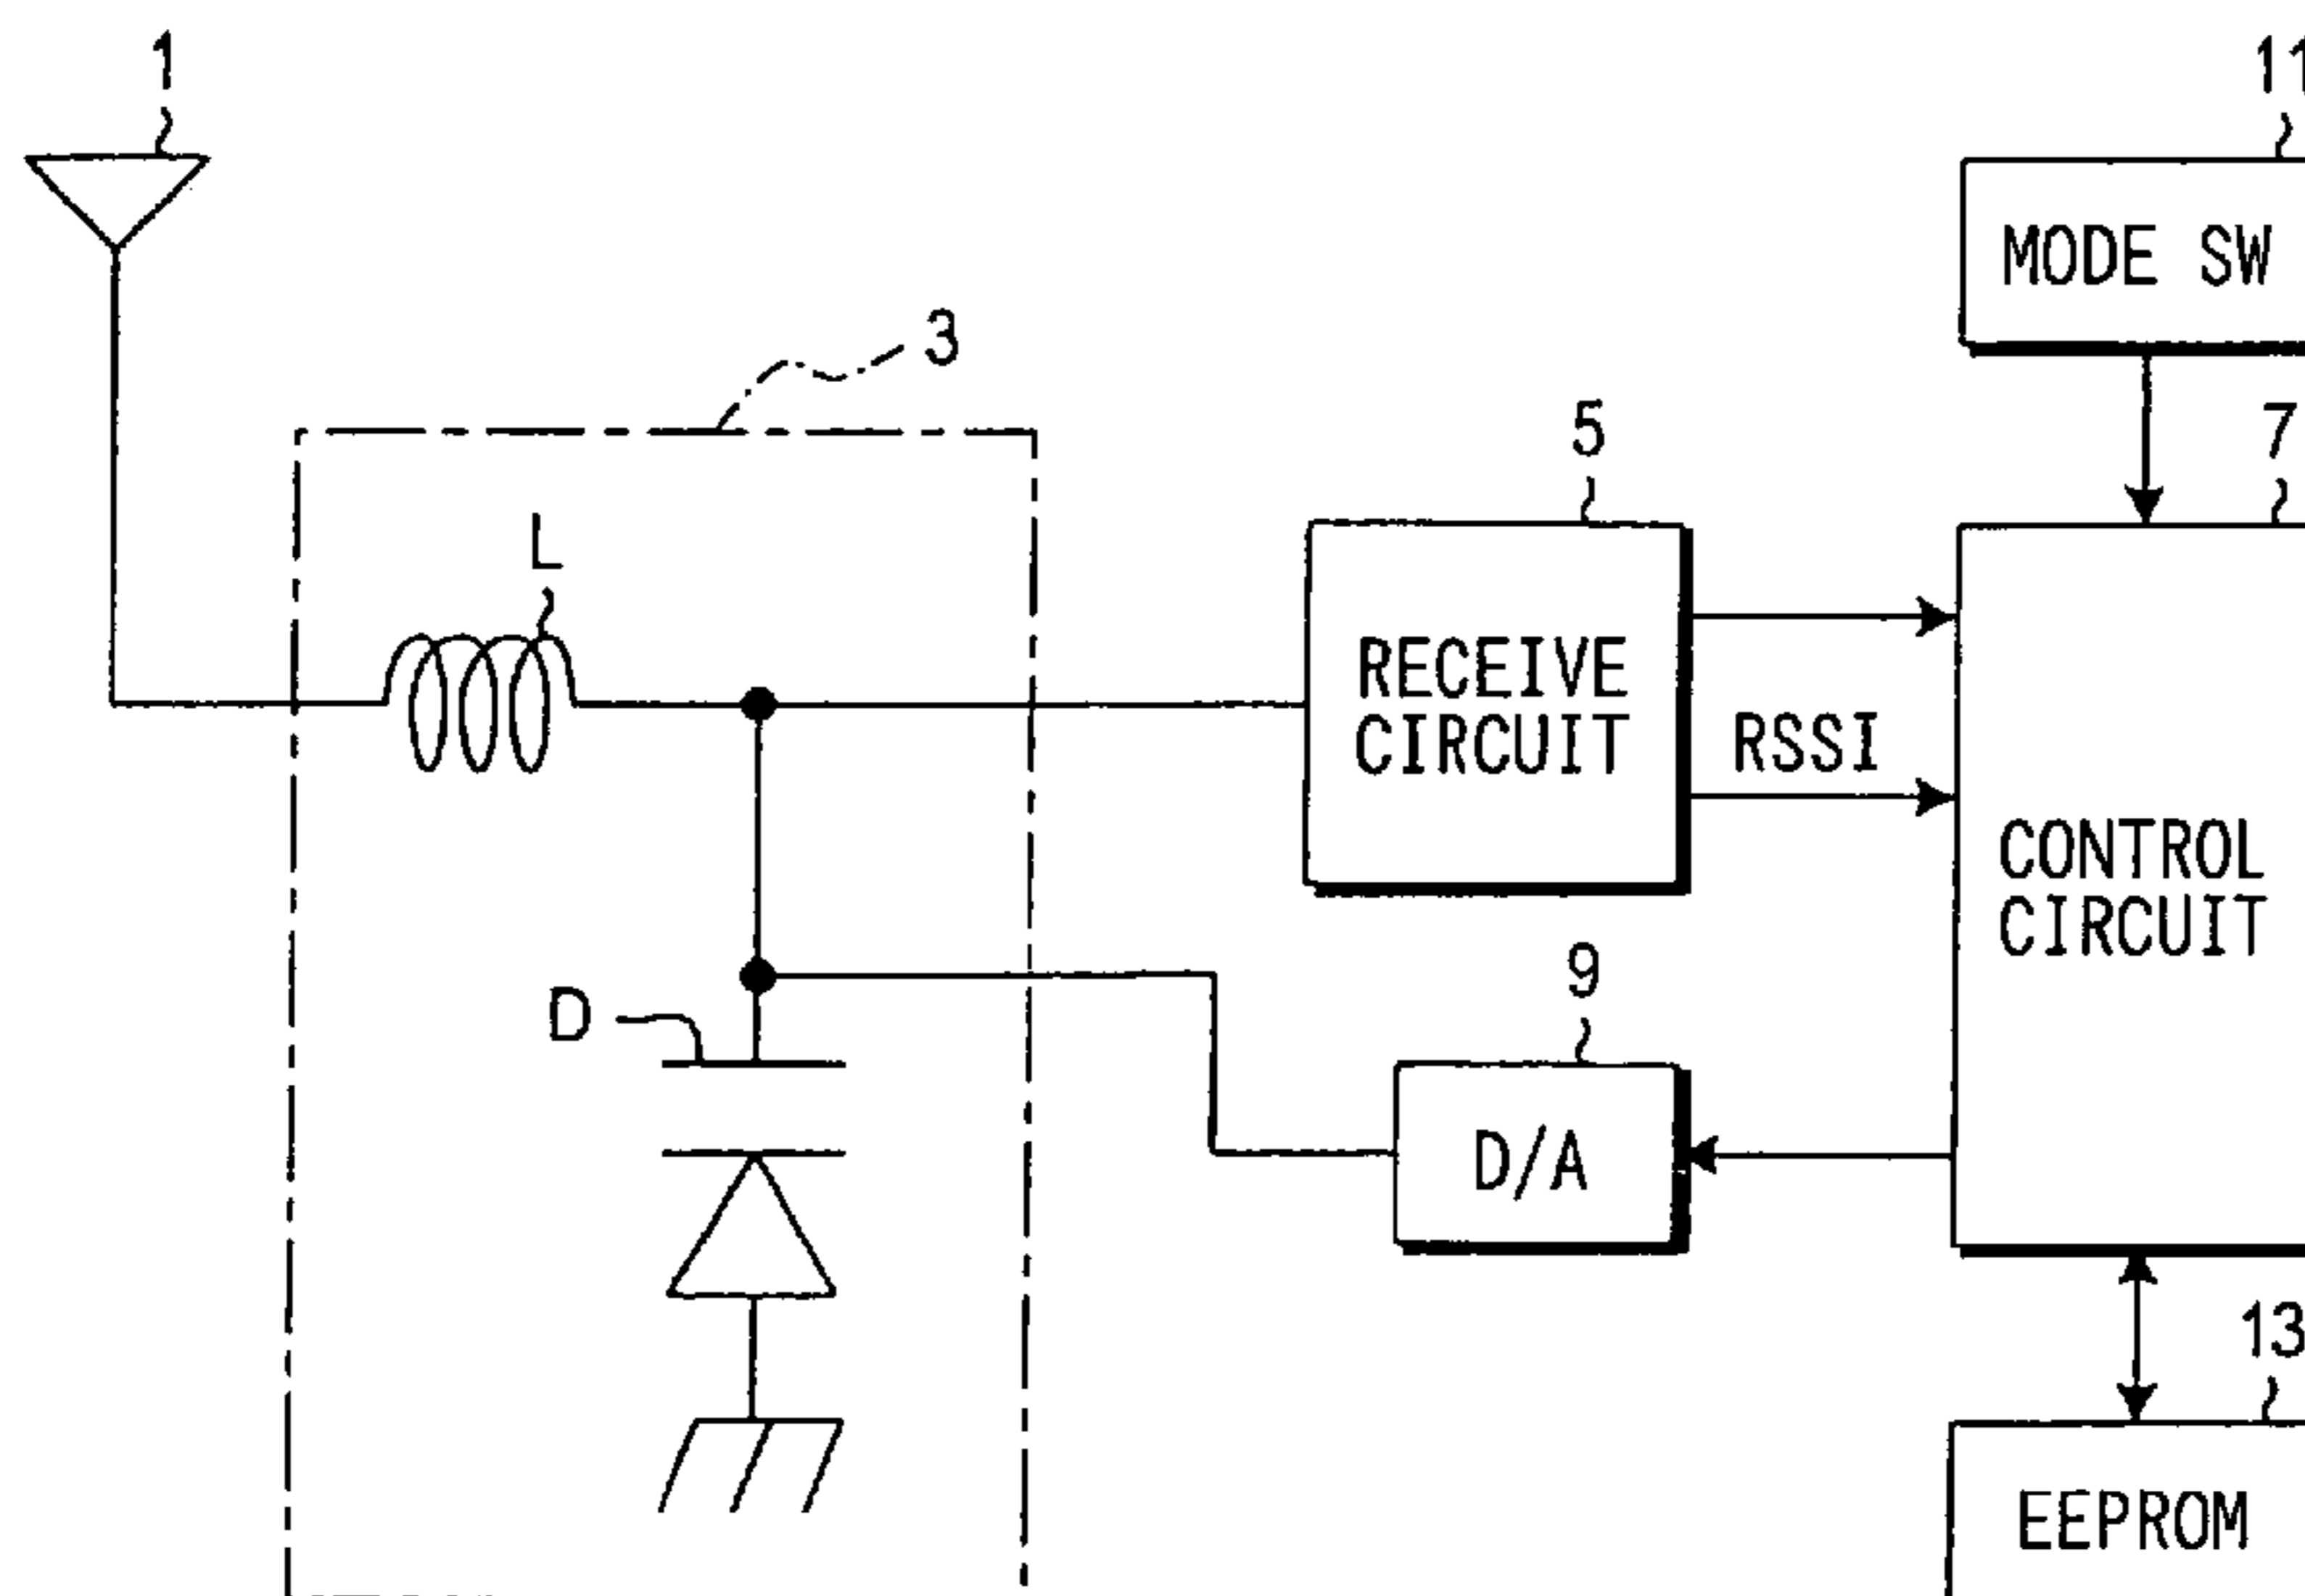 1
11
MODE SW
3
5
7
L
RECEIVE
CIRCUIT
RSSI
CONTROL
CIRCUIT
9
D
D/A
13
EEPROM